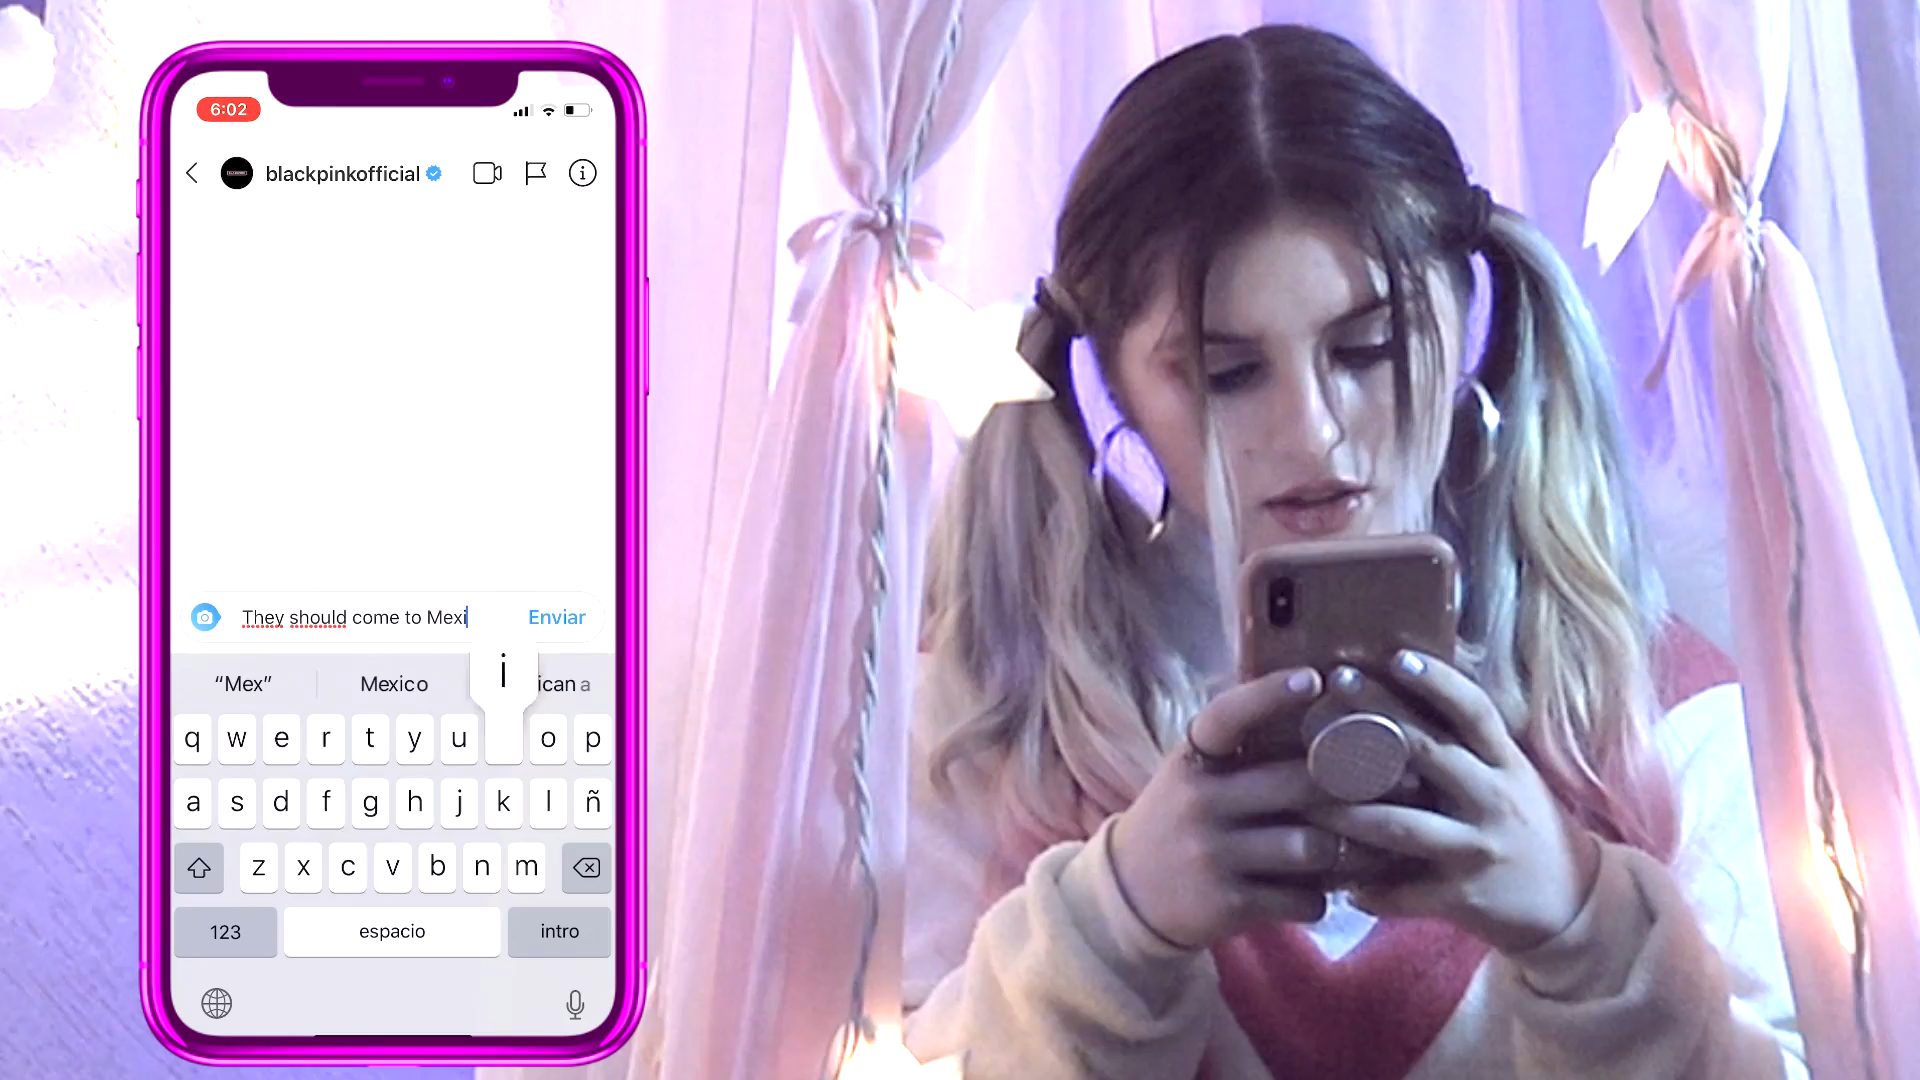 6:02
blackpinkofficial
They should come to Mexi
Enviar
“Mex”
Mexico
ican a
i
q w e r t y u o p
a s d f g h j k l ñ
z x c v b n m
123
espacio
intro